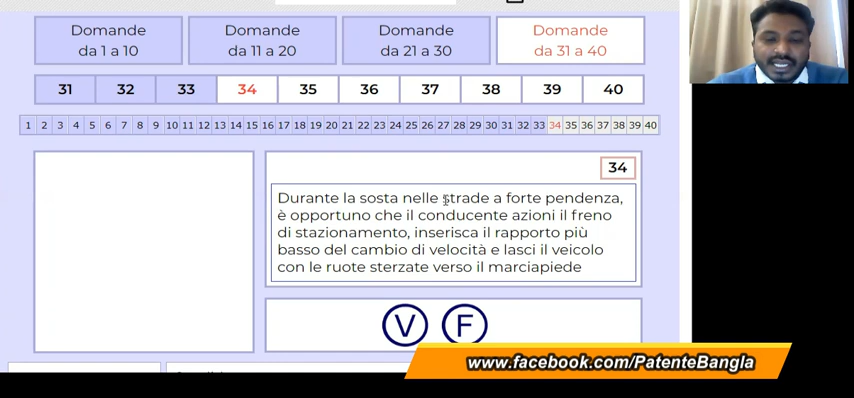 Domande
da 1 a 10
Domande
da 11 a 20
Domande
da 21 a 30
Domande
da 31 a 40
31 32 33 34 35 36 37 38 39 40
1 2 3 4 5 6 7 8 9 10 11 12 13 14 15 16 17 18 19 20 21 22 23 24 25 26 27 28 29 30 31 32 33 34 35 36 37 38 39 40
34
Durante la sosta nelle strade a forte pendenza,
è opportuno che il conducente azioni il freno
di stazionamento, inserisca il rapporto più
basso del cambio di velocità e lasci il veicolo
con le ruote sterzate verso il marciapiede
V F
www.facebook.com/PatenteBangla